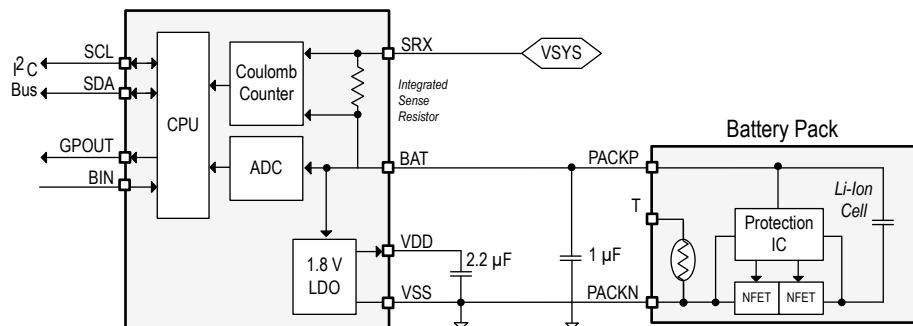 SCL
I2C
Bus
SDA
GPOUT
BIN
CPU
Coulomb
Counter
ADC
1.8 V
LDO
SRX
Integrated
Sense
Resistor
BAT
VDD
VSS
VSYS
2.2 µF
1 µF
Battery Pack
PACKP
T
PACKN
Li-Ion
Cell
Protection
IC
NFET
NFET